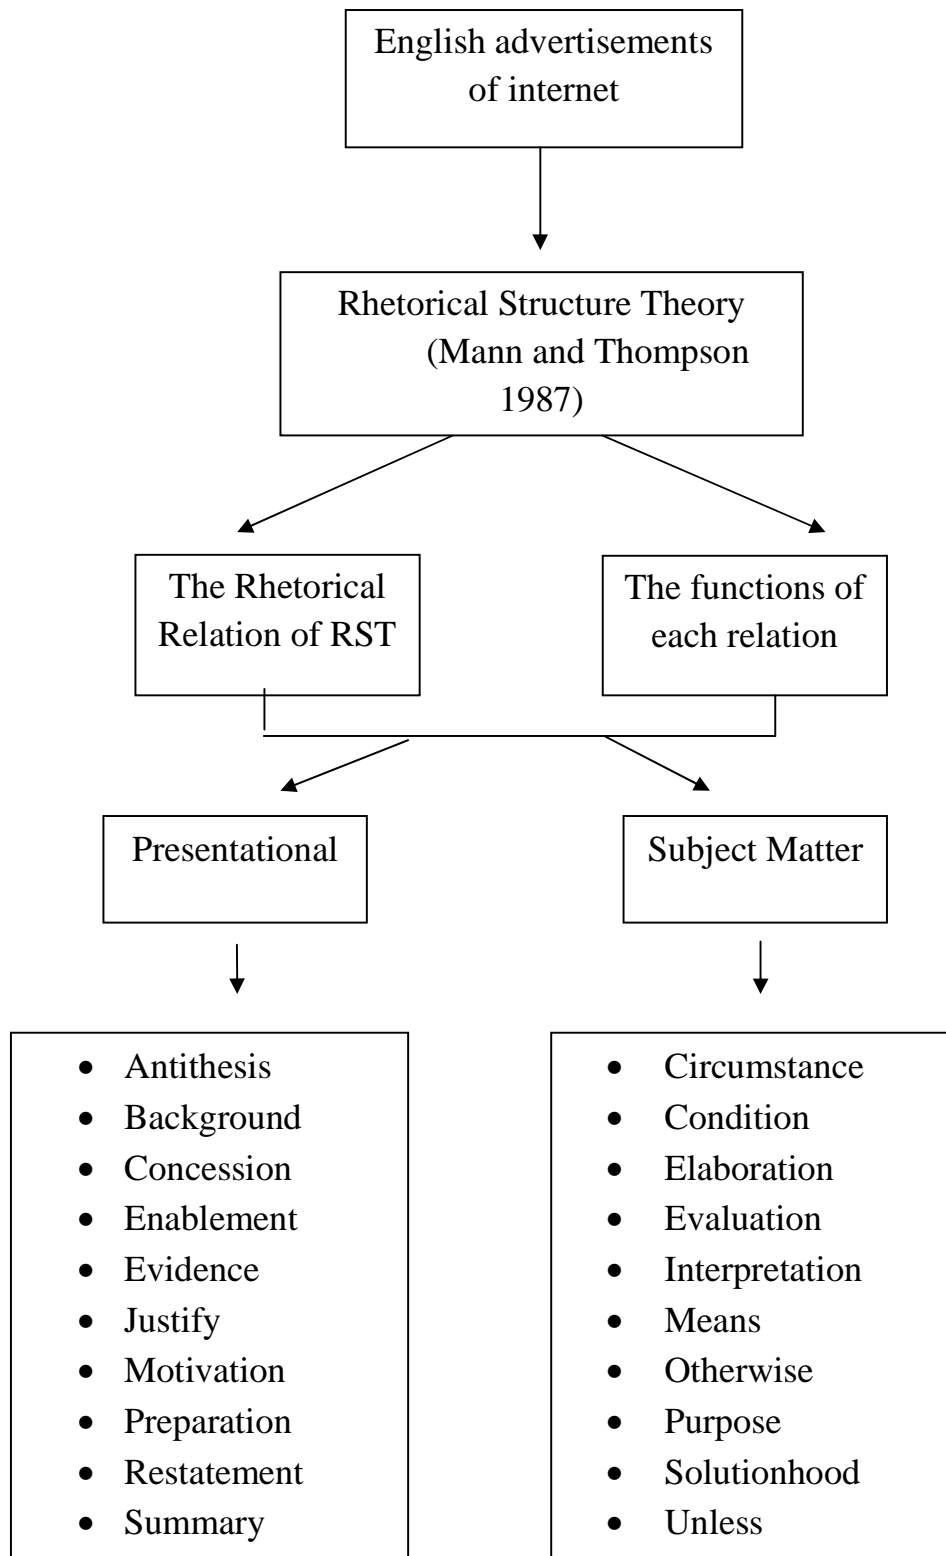 English advertisements
of internet
Rhetorical Structure Theory
(Mann and Thompson
1987)
The Rhetorical
Relation of RST
The functions of
each relation
Presentational
Subject Matter
• Antithesis
• Background
• Concession
• Enablement
• Evidence
• Justify
• Motivation
• Preparation
• Restatement
• Summary
• Circumstance
• Condition
• Elaboration
• Evaluation
• Interpretation
• Means
• Otherwise
• Purpose
• Solutionhood
• Unless